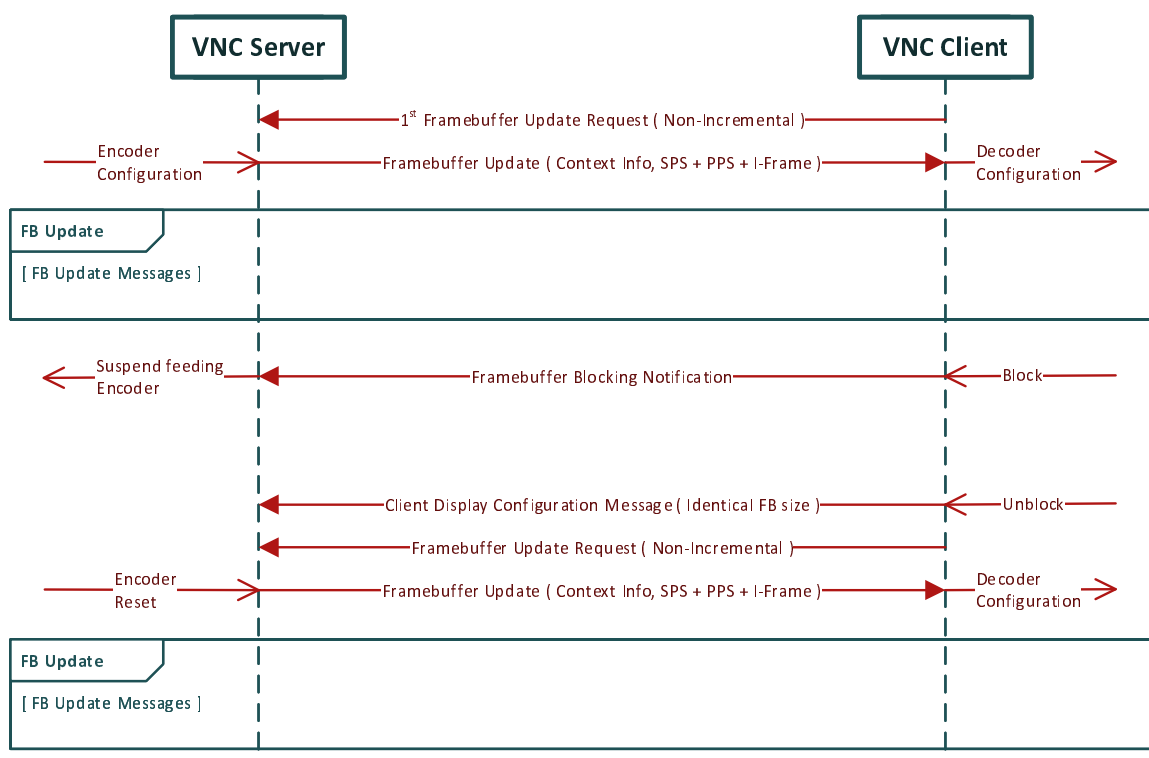 VNC Server
VNC Client
1st Framebuffer Update Request ( Non-Incremental )
Encoder
Configuration
Framebuffer Update ( Context Info, SPS + PPS + I-Frame )
Decoder
Configuration
FB Update
[ FB Update Messages ]
Suspend feeding
Encoder
Framebuffer Blocking Notification
Block
Client Display Configuration Message ( Identical FB size )
Unblock
Framebuffer Update Request ( Non-Incremental )
Encoder
Reset
Framebuffer Update ( Context Info, SPS + PPS + I-Frame )
Decoder
Configuration
FB Update
[ FB Update Messages ]